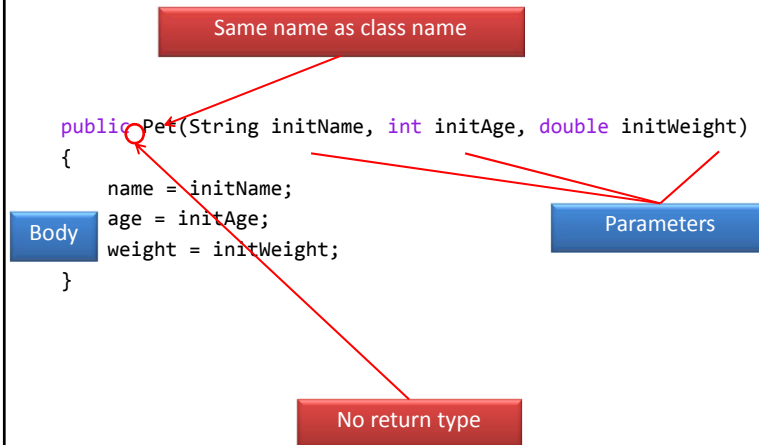 Same name as class name
public Pet(String initName, int initAge, double initWeight)
{
name = initName;
age = initAge;
Body
weight = initWeight;
Parameters
}
No return type